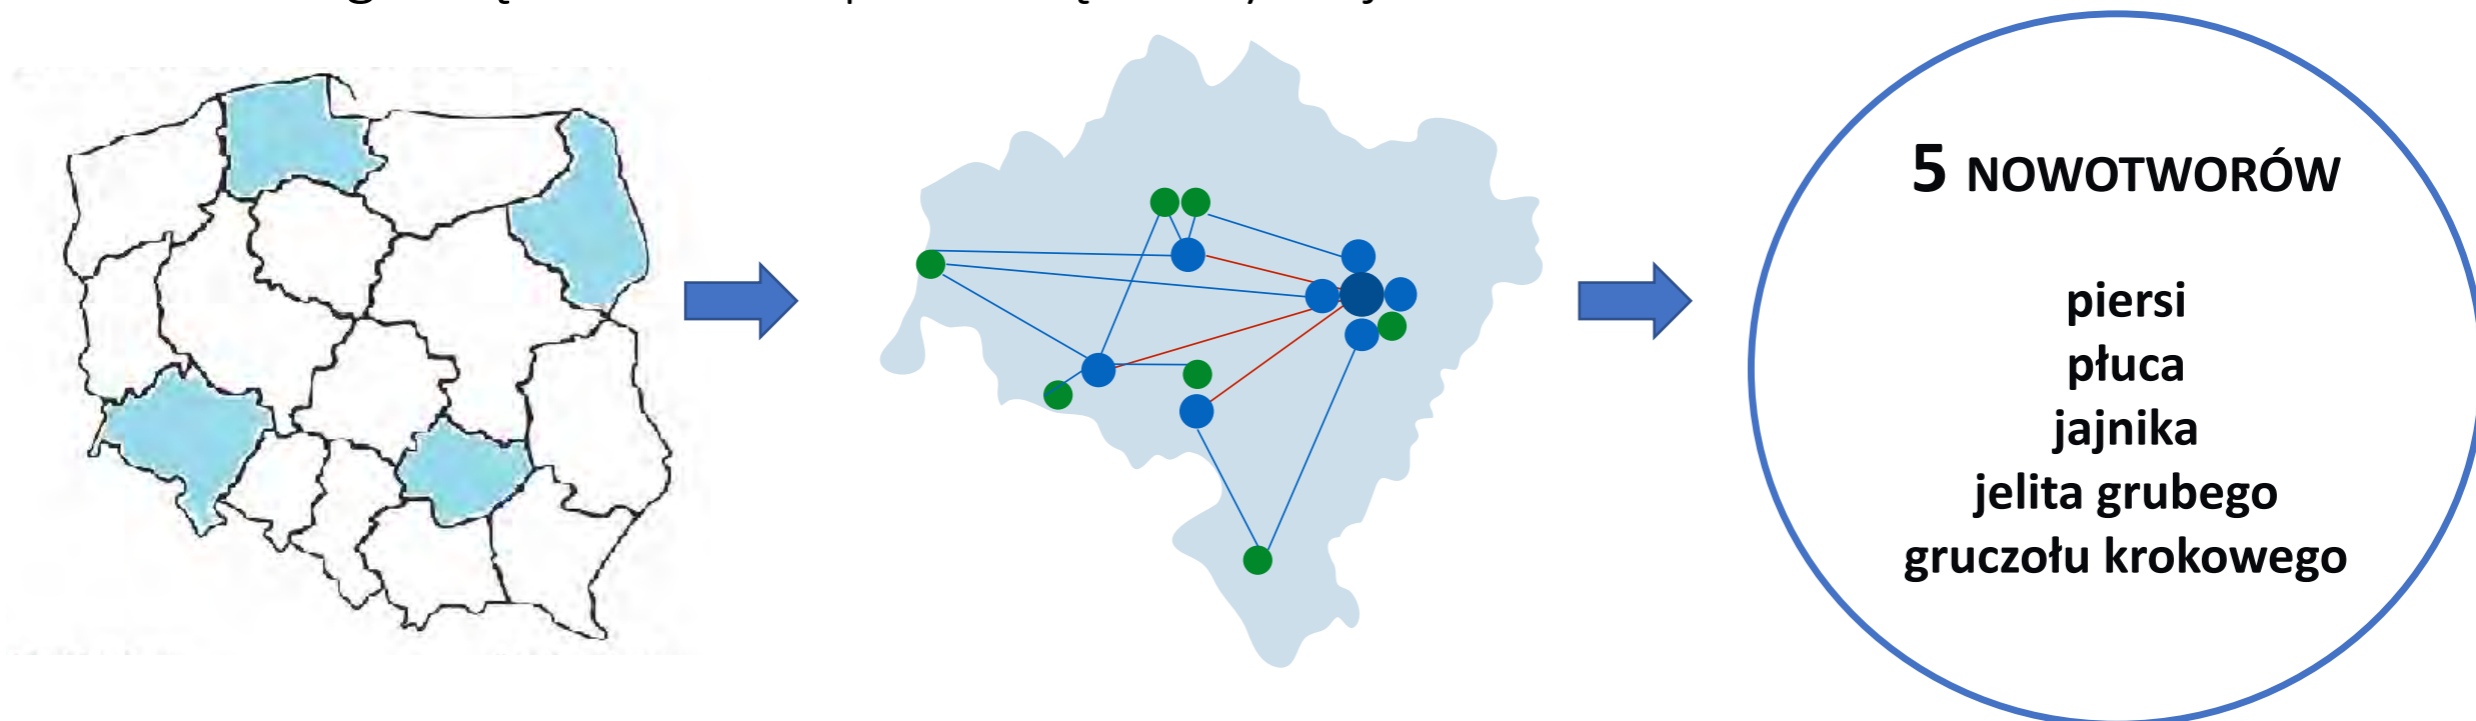 5 NOWOTWORÓW
piersi
płuca
jajnika
jelita grubego
gruczołu krokowego